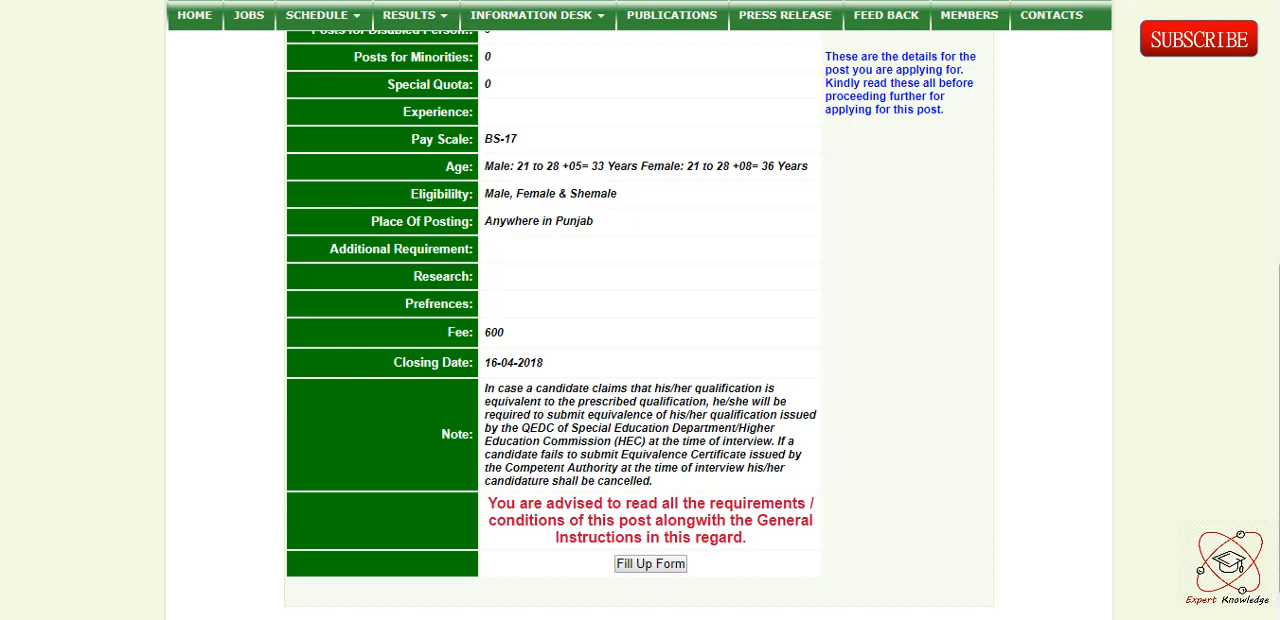 HOME JOBS SCHEDULE RESULTS INFORMATION DESK PUBLICATIONS PRESS RELEASE FEED BACK MEMBERS CONTACTS
SUBSCRIBE
Posts for Disabled Person..:
Posts for Minorities: 0
Special Quota: 0
Experience:
Pay Scale: BS-17
Age: Male: 21 to 28 +05= 33 Years Female: 21 to 28 +08= 36 Years
Eligibililty: Male, Female & Shemale
Place Of Posting: Anywhere in Punjab
Additional Requirement:
Research:
Prefrences:
Fee: 600
Closing Date: 16-04-2018
Note:
In case a candidate claims that his/her qualification is
equivalent to the prescribed qualification, he/she will be
required to submit equivalence of his/her qualification issued
by the QEDC of Special Education Department/Higher
Education Commission (HEC) at the time of interview. If a
candidate fails to submit Equivalence Certificate issued by
the Competent Authority at the time of interview his/her
candidature shall be cancelled.
You are advised to read all the requirements /
conditions of this post alongwith the General
Instructions in this regard.
Fill Up Form
These are the details for the
post you are applying for.
Kindly read these all before
proceeding further for
applying for this post.
Expert Knowledge